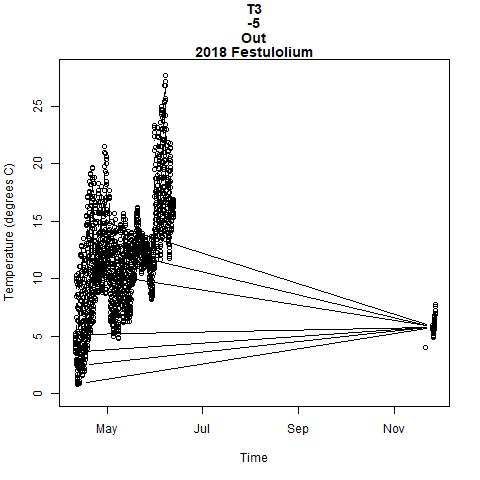 T3
-5
Out
2018 Festulolium
Temperature (degrees C)
25
20
15
10
5
0
May
Jul
Sep
Nov
Time